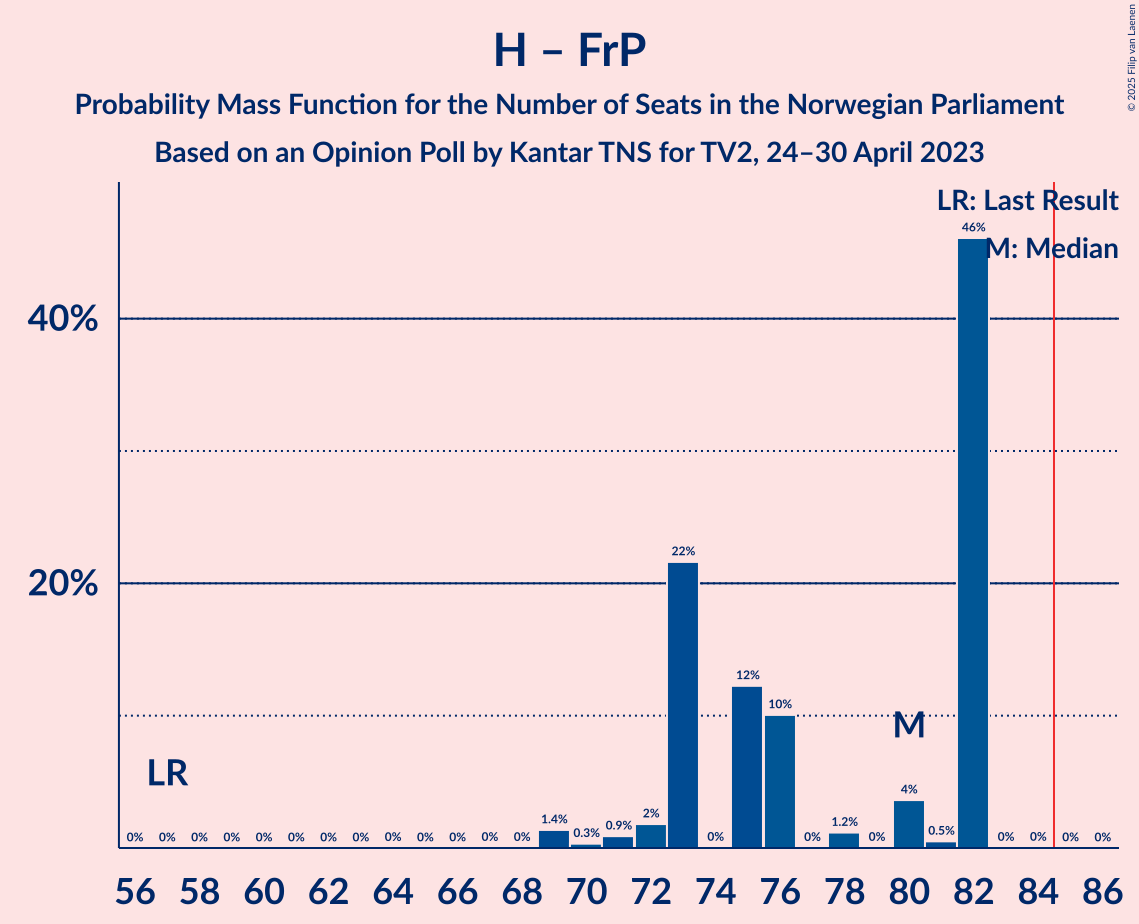 H – FrP
Probability Mass Function for the Number of Seats in the Norwegian Parliament
Based on an Opinion Poll by Kantar TNS for TV2, 24–30 April 2023
© 2025 Filip van Laenen
LR: Last Result
M: Median
40%
20%
0% 0% 0% 0% 0% 0% 0% 0% 0% 0% 0% 0% 0% 1.4% 0.3% 0.9% 2% 22% 0% 12% 10% 0% 1.2% 0% 4% 0.5% 46% 0% 0% 0% 0%
LR
M
56 58 60 62 64 66 68 70 72 74 76 78 80 82 84 86